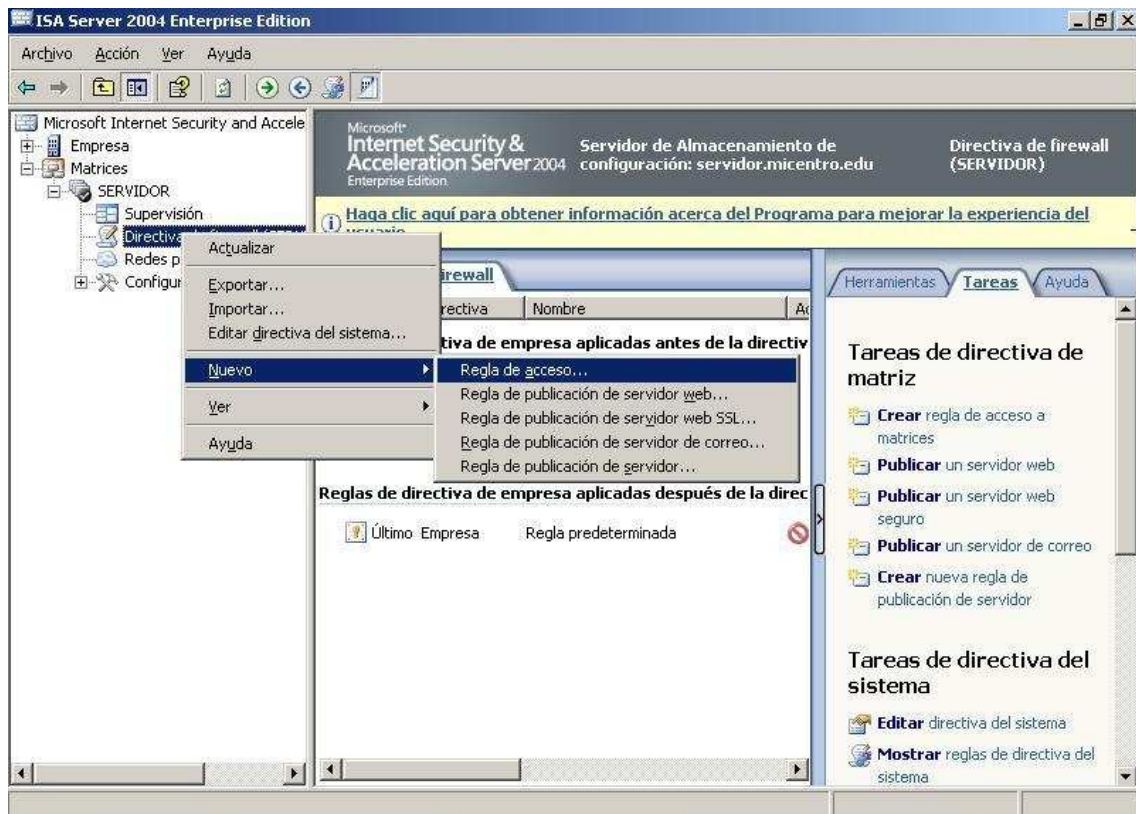 ISA Server 2004 Enterprise Edition
Archivo Acción Ver Ayuda
Microsoft Internet Security and Accele
Empresa
Matrices
SERVIDOR
Supervisión
Directiva
Redes p
Configur
Microsoft
Internet Security &
Acceleration Server 2004
Enterprise Edition
Servidor de Almacenamiento de
configuración: servidor.micentro.edu
Directiva de firewall
(SERVIDOR)
Haga clic aquí para obtener información acerca del Programa para mejorar la experiencia del
usuario
Actualizar
Exportar...
Importar...
Editar directiva del sistema...
Nuevo
Ver
Ayuda
Regla de acceso...
Regla de publicación de servidor web...
Regla de publicación de servidor web SSL...
Regla de publicación de servidor de correo...
Regla de publicación de servidor...
irewall
rectiva Nombre Ac
tiva de empresa aplicadas antes de la directiv
Reglas de directiva de empresa aplicadas después de la direc
Último Empresa Regla predeterminada
Herramientas Tareas Ayuda
Tareas de directiva de
matriz
Crear regla de acceso a
matrices
Publicar un servidor web
Publicar un servidor web
seguro
Publicar un servidor de correo
Crear nueva regla de
publicación de servidor
Tareas de directiva del
sistema
Editar directiva del sistema
Mostrar reglas de directiva del
sistema